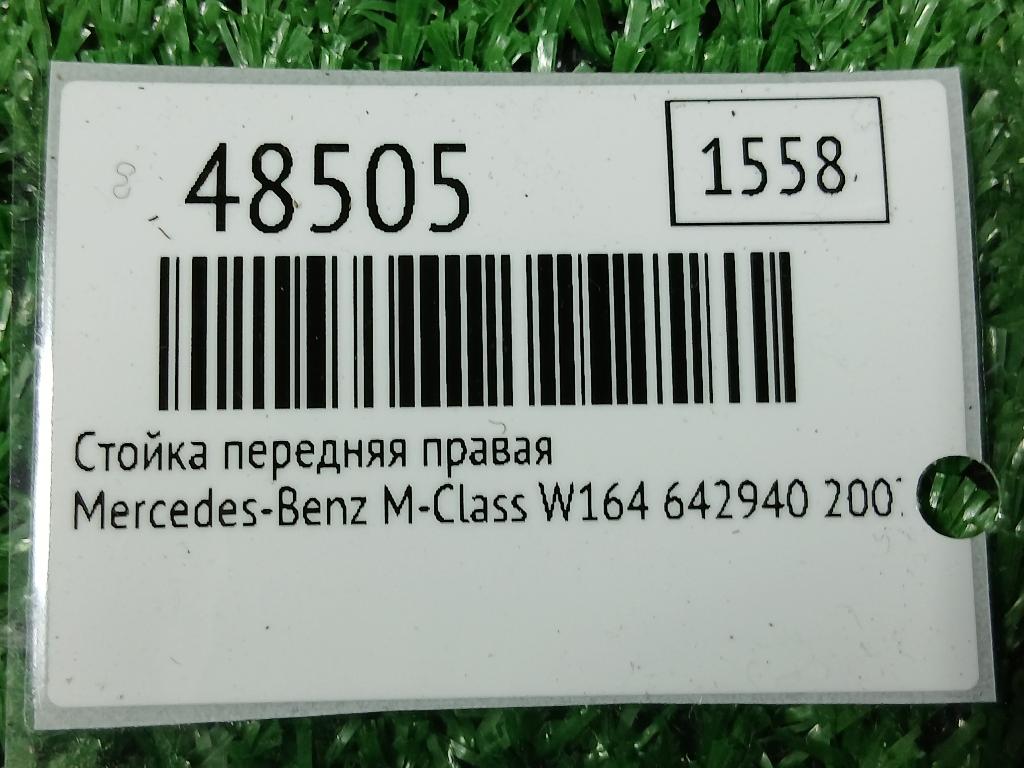 48505
1558
Стойка передняя правая
Mercedes-Benz M-Class W164 642940